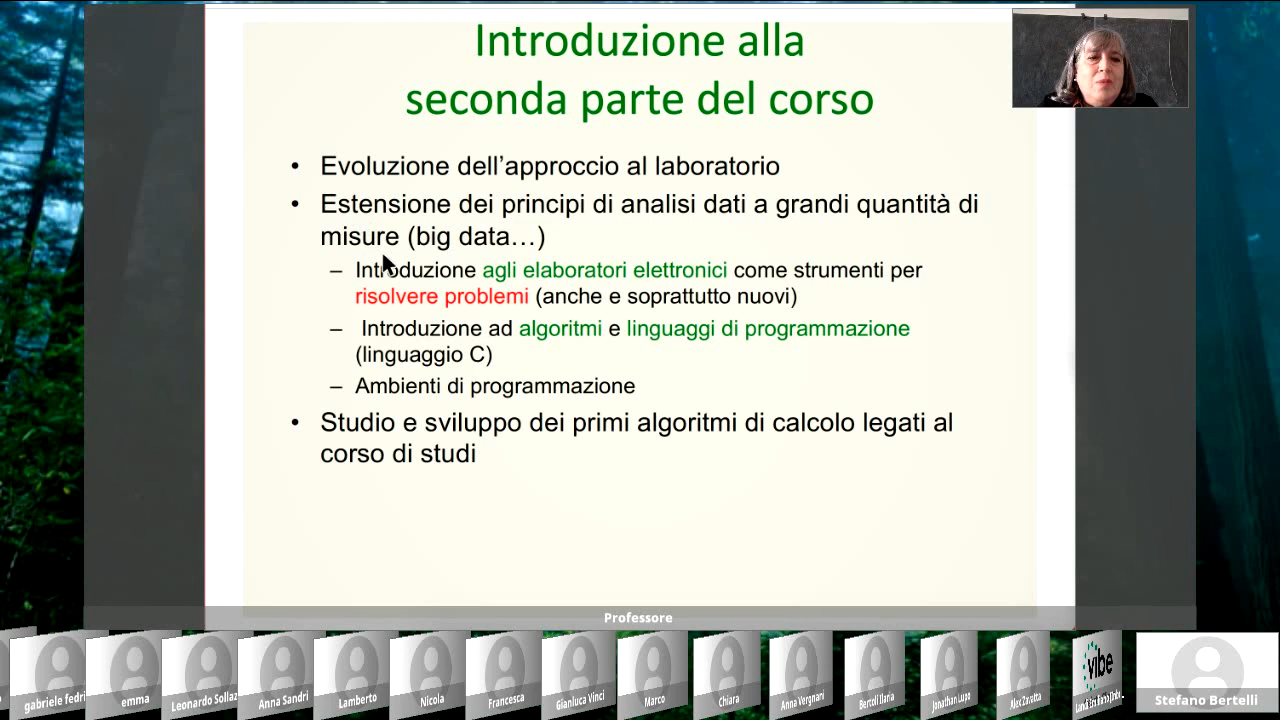 Introduzione alla
seconda parte del corso
• Evoluzione dell’approccio al laboratorio
• Estensione dei principi di analisi dati a grandi quantità di
misure (big data…)
– Introduzione agli elaboratori elettronici come strumenti per
risolvere problemi (anche e soprattutto nuovi)
– Introduzione ad algoritmi e linguaggi di programmazione
(linguaggio C)
– Ambienti di programmazione
• Studio e sviluppo dei primi algoritmi di calcolo legati al
corso di studi
Professore
gabriele fedri
emma
Leonardo Sollaz
Anna Sandri
Lamberto
Nicola
Francesca
Gianluca Vinci
Marco
Chiara
Anna Vergnani
Bertoli Ilaria
Jonathan Lupo
Alex Zavatta
vibe
Stefano Bertelli